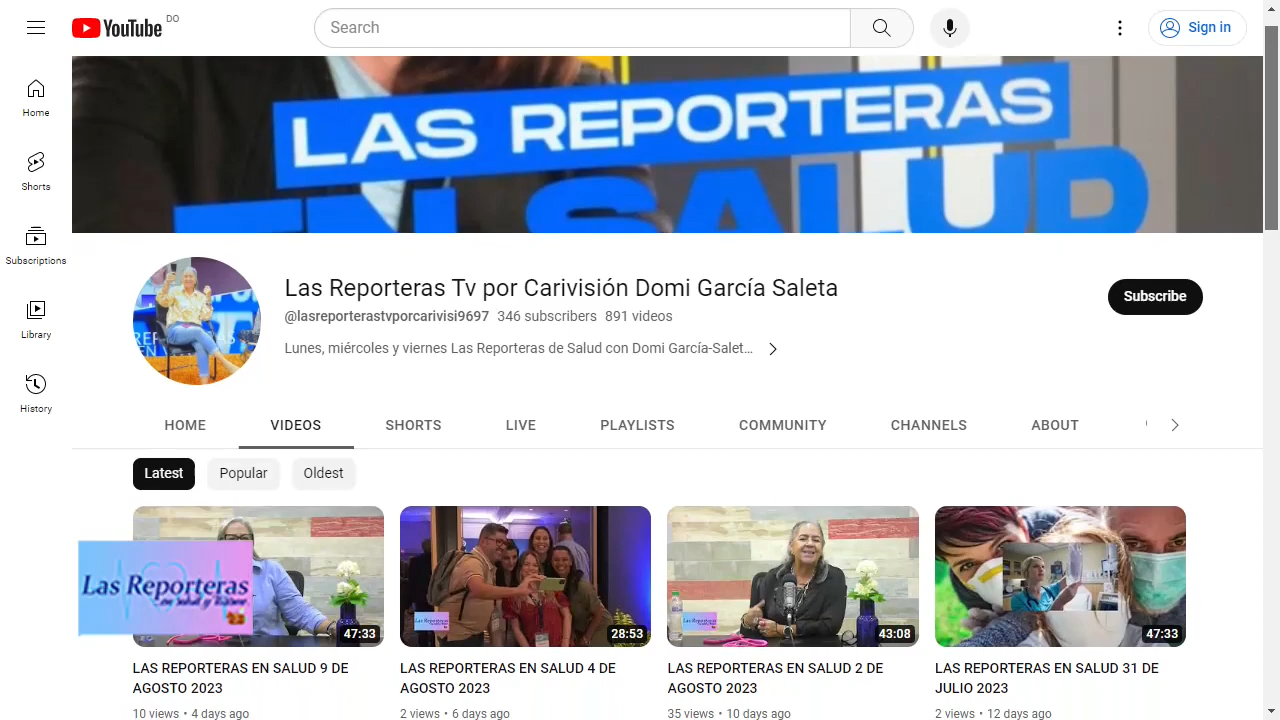 YouTube DO
Search
Sign in
Home
Shorts
Subscriptions
Library
History
LAS REPORTERAS
EN SALUD
Las Reporteras Tv por Carivisión Domi García Saleta
@lasreporterastvporcarivisi9697 346 subscribers 891 videos
Lunes, miércoles y viernes Las Reporteras de Salud con Domi García-Salet...
Subscribe
HOME VIDEOS SHORTS LIVE PLAYLISTS COMMUNITY CHANNELS ABOUT
Latest Popular Oldest
Las Reporteras
47:33
28:53
43:08
47:33
LAS REPORTERAS EN SALUD 9 DE
AGOSTO 2023
10 views • 4 days ago
LAS REPORTERAS EN SALUD 4 DE
AGOSTO 2023
2 views • 6 days ago
LAS REPORTERAS EN SALUD 2 DE
AGOSTO 2023
35 views • 10 days ago
LAS REPORTERAS EN SALUD 31 DE
JULIO 2023
2 views • 12 days ago